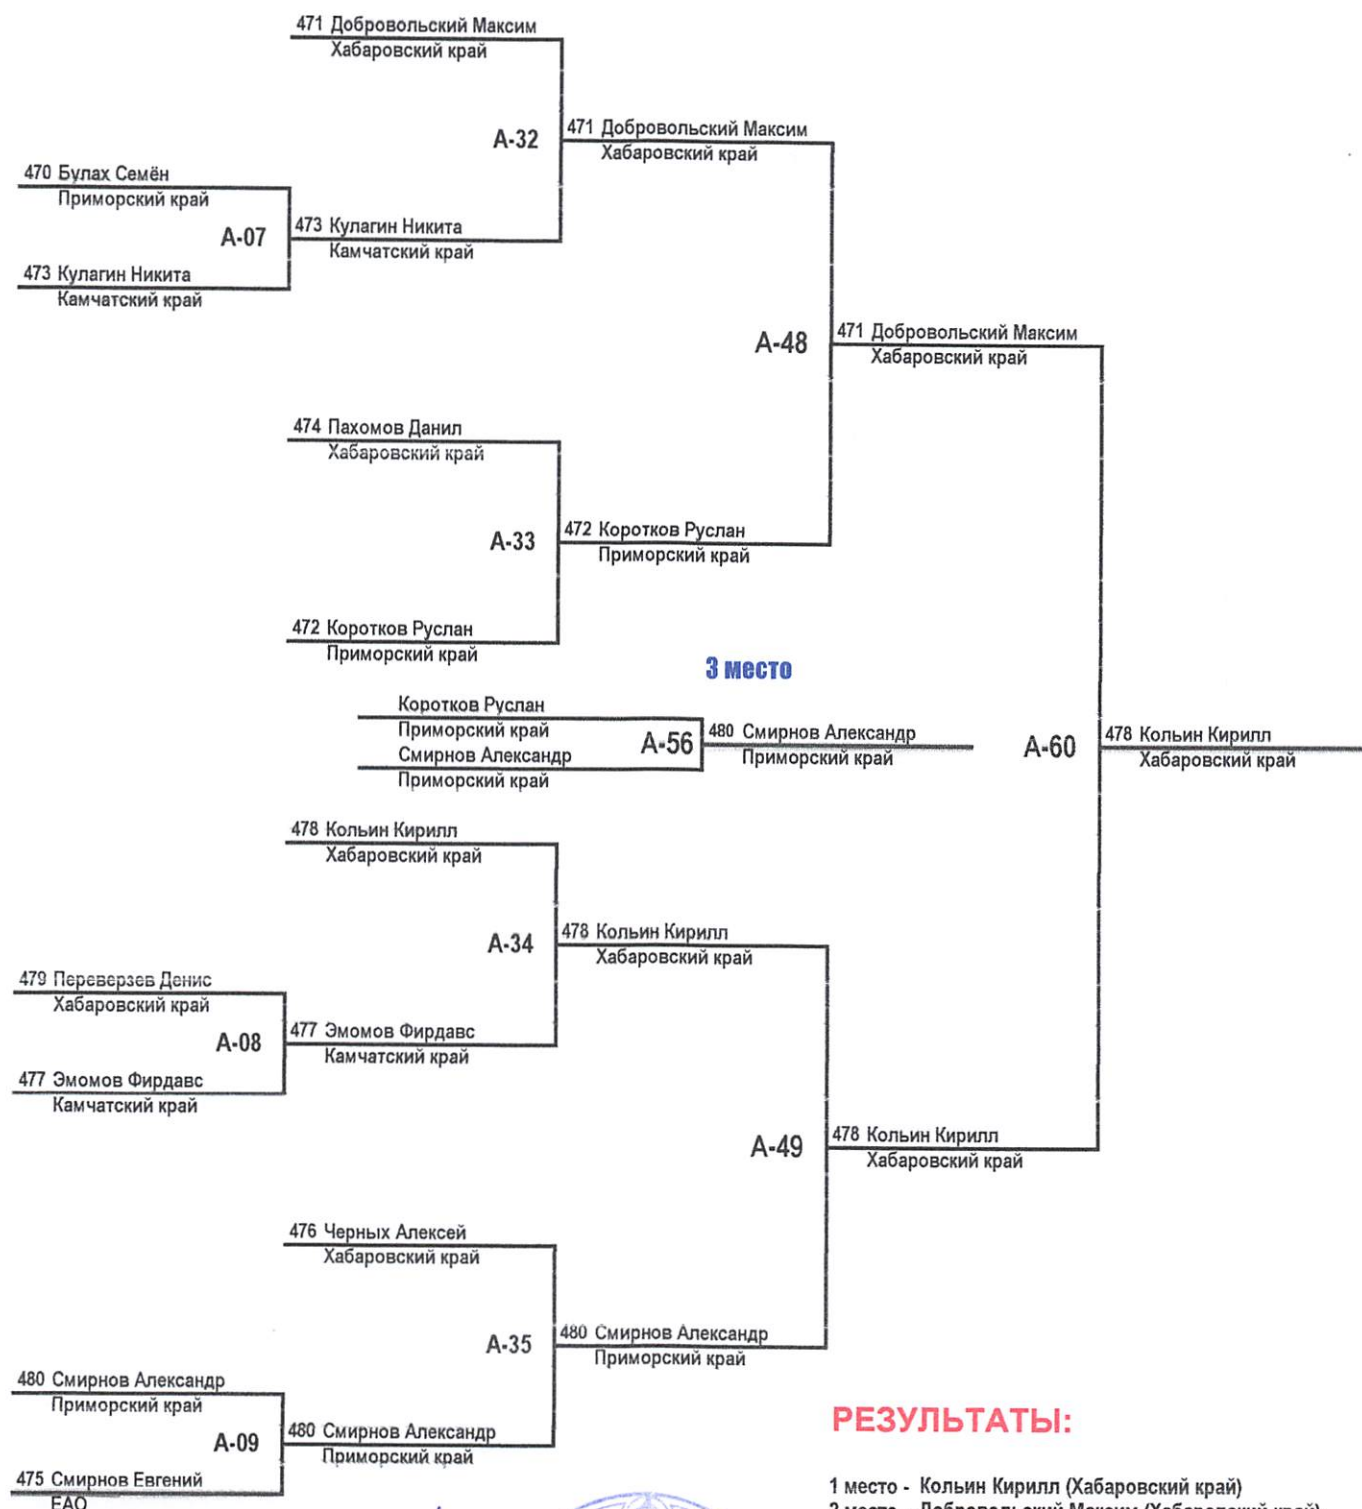 471 Добровольский Максим
Хабаровский край
А-32
471 Добровольский Максим
Хабаровский край
470 Булах Семён
Приморский край
А-07
473 Кулагин Никита
Камчатский край
473 Кулагин Никита
Камчатский край
А-48
471 Добровольский Максим
Хабаровский край
474 Пахомов Данил
Хабаровский край
А-33
472 Коротков Руслан
Приморский край
472 Коротков Руслан
Приморский край
3 место
Коротков Руслан
Приморский край
Смирнов Александр
Приморский край
А-56
480 Смирнов Александр
Приморский край
А-60
478 Кольин Кирилл
Хабаровский край
478 Кольин Кирилл
Хабаровский край
А-34
478 Кольин Кирилл
Хабаровский край
479 Переверзев Денис
Хабаровский край
А-08
477 Эмомов Фирдавс
Камчатский край
477 Эмомов Фирдавс
Камчатский край
А-49
478 Кольин Кирилл
Хабаровский край
476 Черных Алексей
Хабаровский край
А-35
480 Смирнов Александр
Приморский край
480 Смирнов Александр
Приморский край
А-09
480 Смирнов Александр
Приморский край
475 Смирнов Евгений
ЕАО
РЕЗУЛЬТАТЫ:
1 место - Кольин Кирилл (Хабаровский край)
2 место - Добровольский Максим (Хабаровский край)